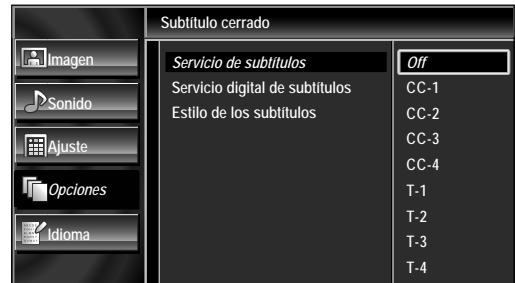 Subtítulo cerrado
Imagen
Sonido
Ajuste
Opciones
Idioma
Servicio de subtítulos
Servicio digital de subtítulos
Estilo de los subtítulos
Off
CC-1
CC-2
CC-3
CC-4
T-1
T-2
T-3
T-4